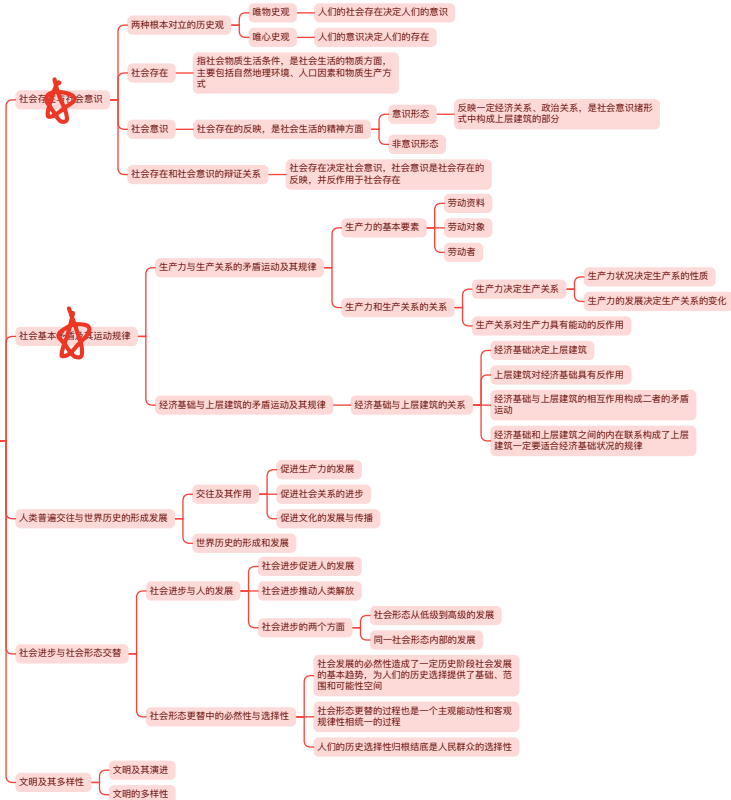 两种根本对立的历史观
唯物史观
人们的社会存在决定人们的意识
唯心史观
人们的意识决定人们的存在
社会存在与社会意识
社会存在
指社会物质生活条件，是社会生活的物质方面，
主要包括自然地理环境、人口因素和物质生产方
式
社会意识
社会存在的反映，是社会生活的精神方面
意识形态
反映一定经济关系、政治关系，是社会意识绪形
式中构成上层建筑的部分
非意识形态
社会存在和社会意识的辩证关系
社会存在决定社会意识，社会意识是社会存在的
反映，并反作用于社会存在
社会基本矛盾及其运动规律
生产力与生产关系的矛盾运动及其规律
生产力的基本要素
劳动资料
劳动对象
劳动者
生产力和生产关系的关系
生产力决定生产关系
生产力状况决定生产系的性质
生产力的发展决定生产关系的变化
生产关系对生产力具有能动的反作用
经济基础与上层建筑的矛盾运动及其规律
经济基础与上层建筑的关系
经济基础决定上层建筑
上层建筑对经济基础具有反作用
经济基础与上层建筑的相互作用构成二者的矛盾
运动
经济基础和上层建筑之间的内在联系构成了上层
建筑一定要适合经济基础状况的规律
人类普遍交往与世界历史的形成发展
交往及其作用
促进生产力的发展
促进社会关系的进步
促进文化的发展与传播
世界历史的形成和发展
社会进步与社会形态交替
社会进步与人的发展
社会进步促进人的发展
社会进步推动人类解放
社会进步的两个方面
社会形态从低级到高级的发展
同一社会形态内部的发展
社会形态更替中的必然性与选择性
社会发展的必然性造成了一定历史阶段社会发展
的基本趋势，为人们的历史选择提供了基础、范
围和可能性空间
社会形态更替的过程也是一个主观能动性和客观
规律性相统一的过程
人们的历史选择性归根结底是人民群众的选择性
文明及其多样性
文明及其演进
文明的多样性